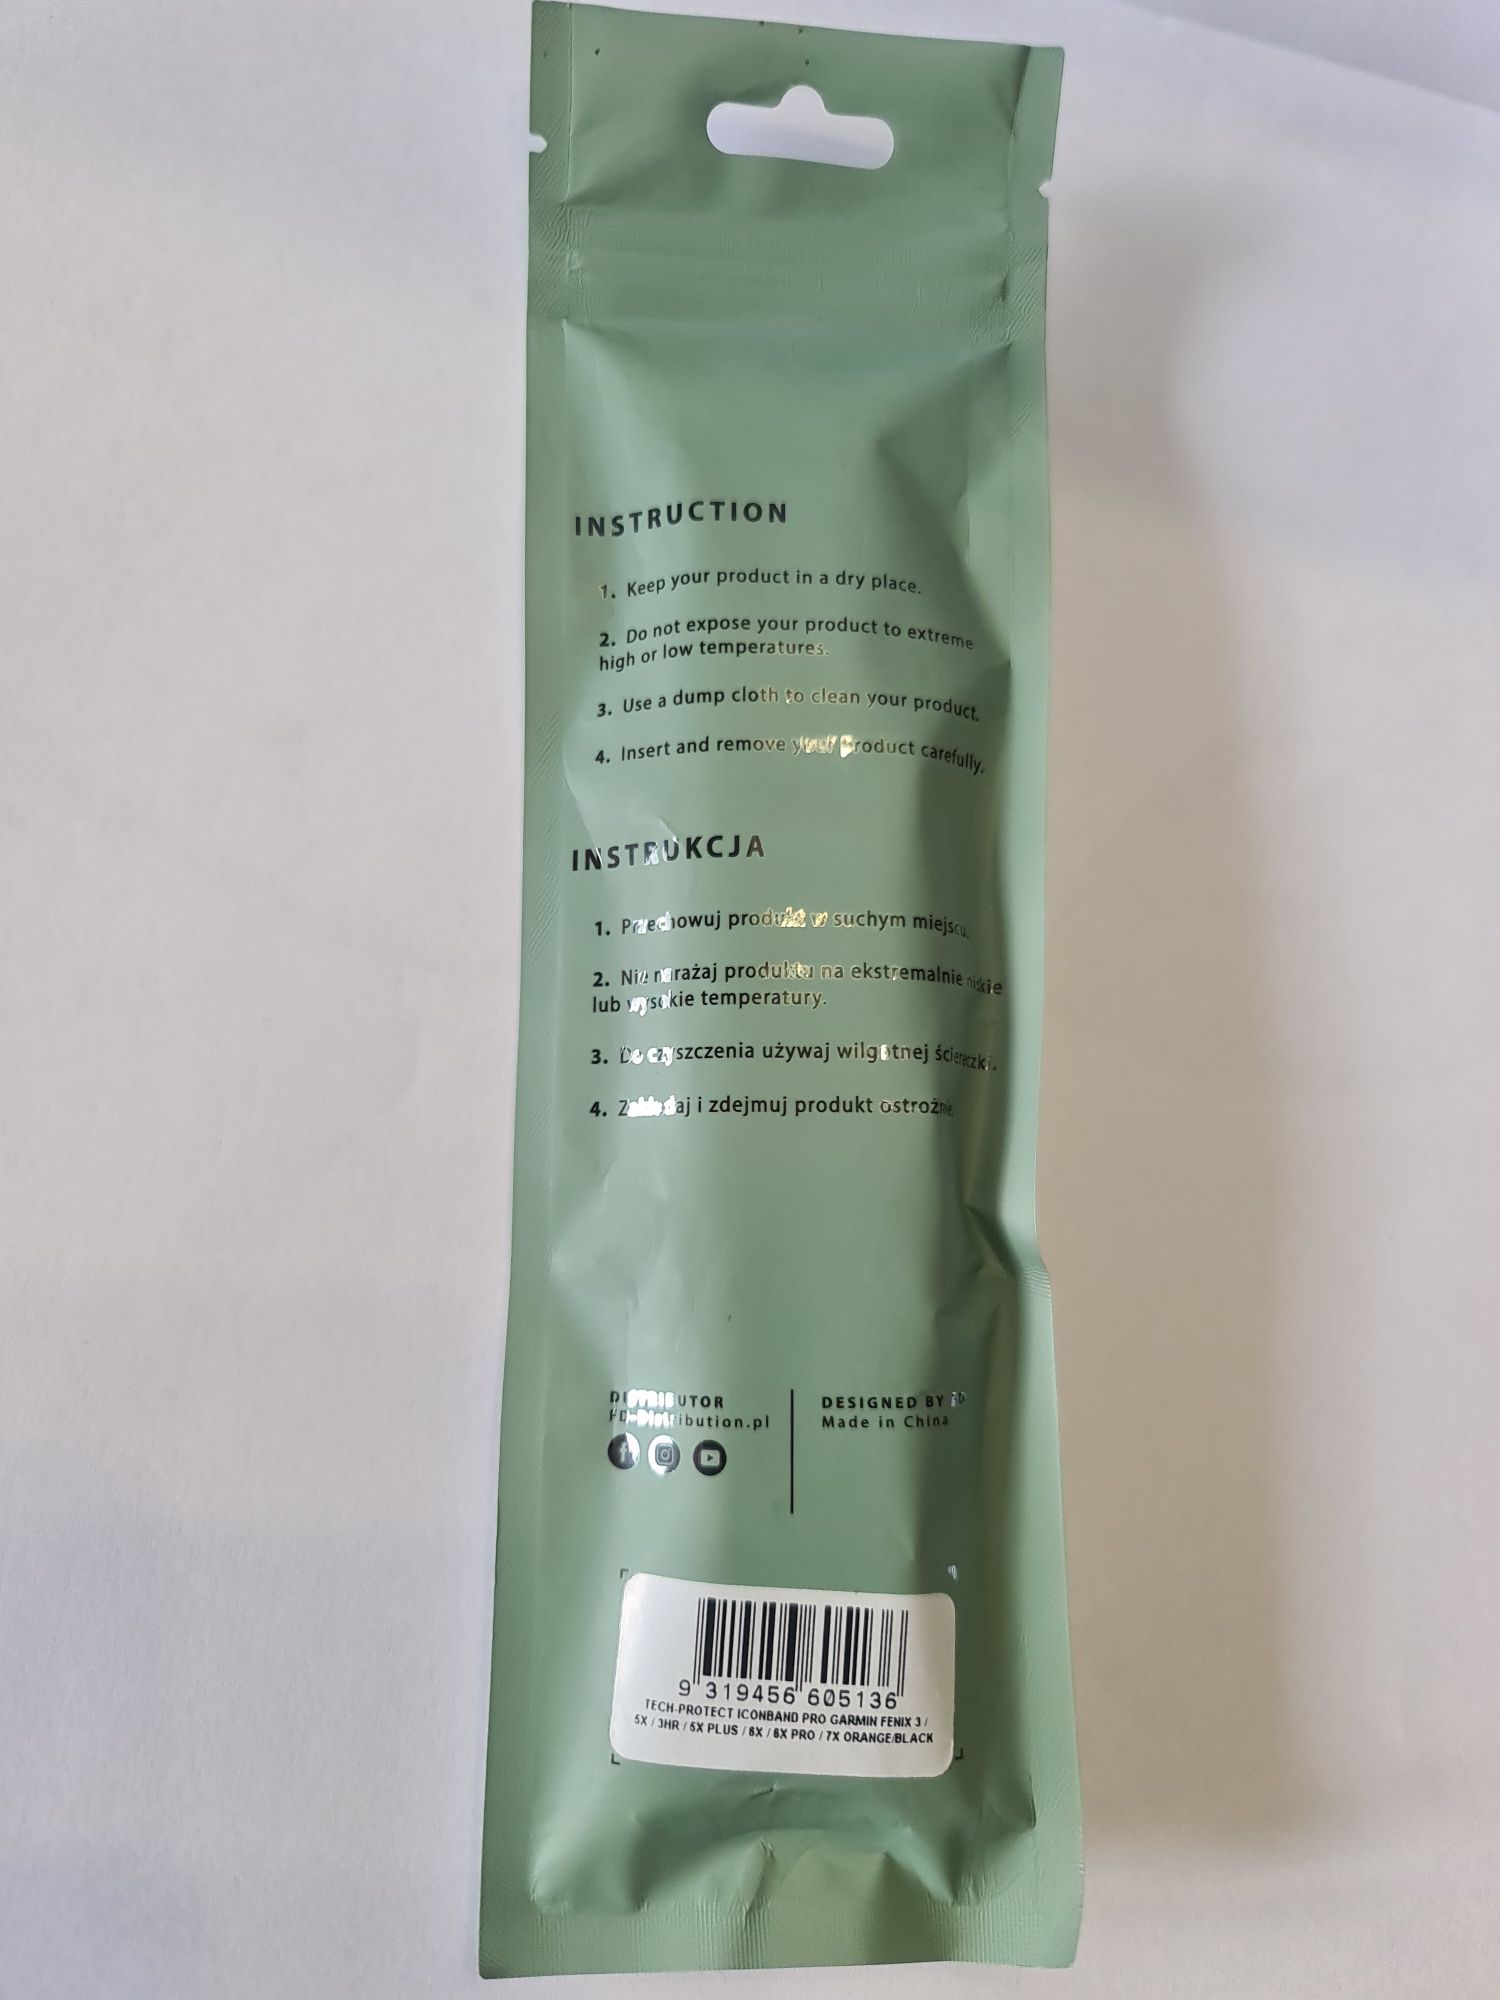 INSTRUCTION
1. Keep your product in a dry place.
2. Do not expose your product to extreme
high or low temperatures.
3. Use a dump cloth to clean your product.
4. Insert and remove your product carefully.
INSTRUKCJA
1. Przechowuj produkt w suchym miejscu.
2. Nie narażaj produktu na ekstremalnie niskie
lub wysokie temperatury.
3. Do czyszczenia używaj wilgotnej ściereczki.
4. Zakładaj i zdejmuj produkt ostrożnie.
DISTRIBUTOR
FD-Distribution.pl
DESIGNED BY FD
Made in China
9 319456 605136
TECH-PROTECT ICONBAND PRO GARMIN FENIX 3 /
5X / 3HR / 5X PLUS / 6X / 6X PRO / 7X ORANGE/BLACK